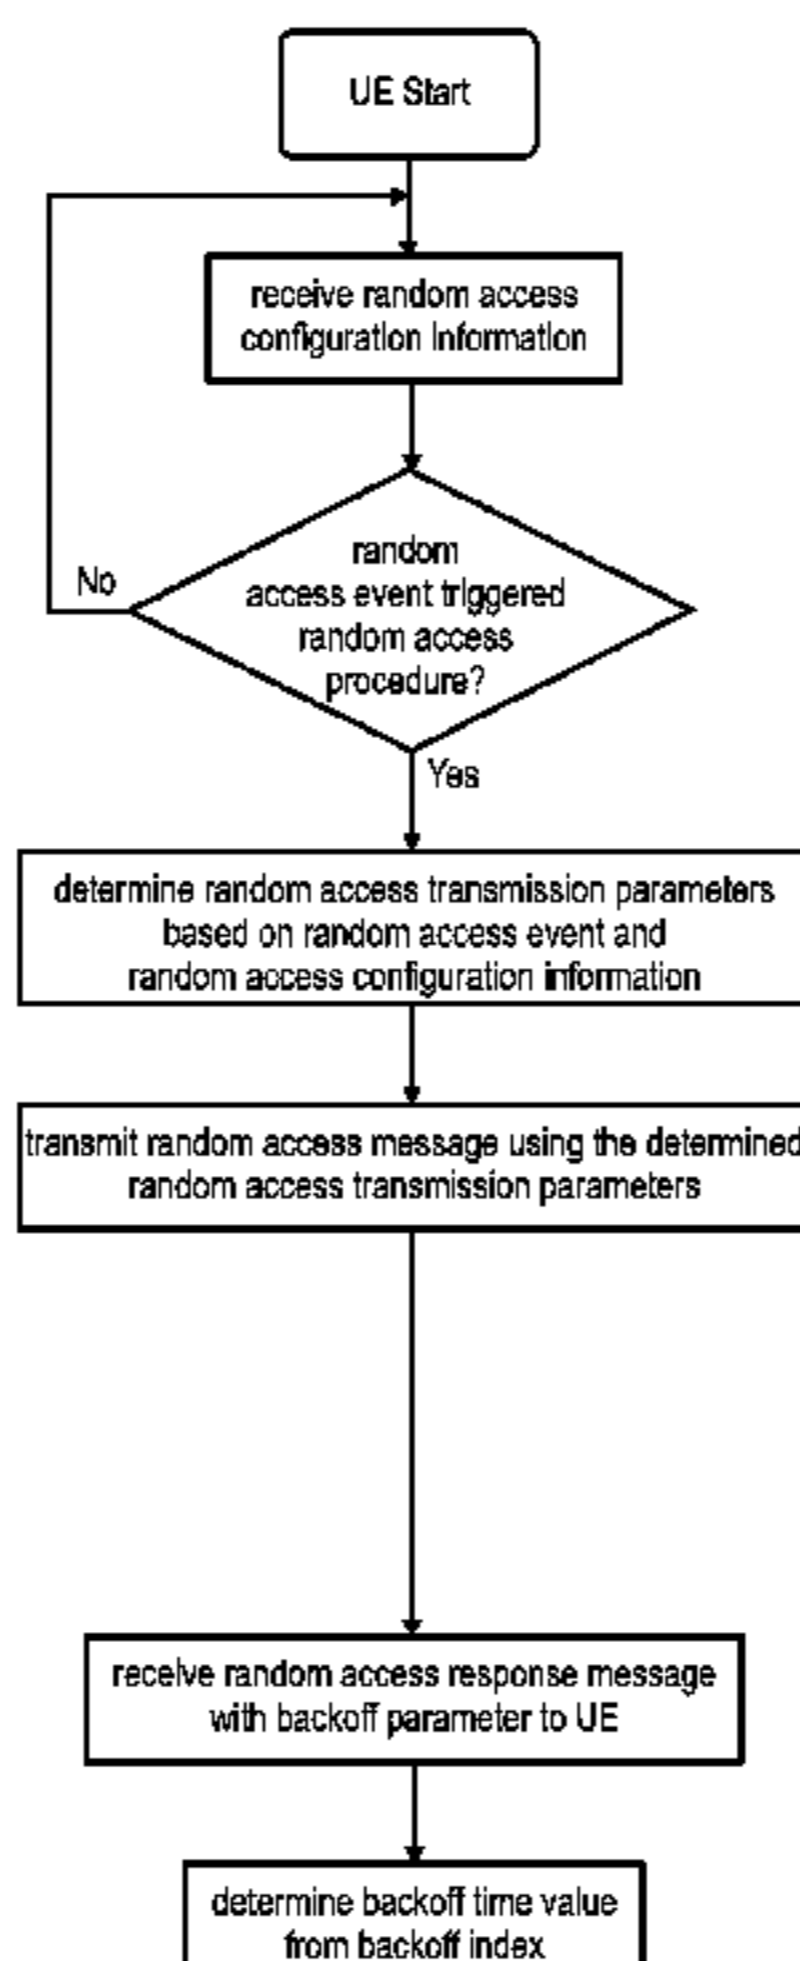 UE Start
receive random access
configuration information
random
access event triggered
random access
procedure?
No
Yes
determine random access transmission parameters
based on random access event and
random access configuration information
transmit random access message using the determined
random access transmission parameters
receive random access response message
with backoff parameter to UE
determine backoff time value
from backoff index